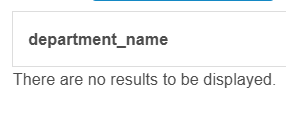 department_name
There are no results to be displayed.